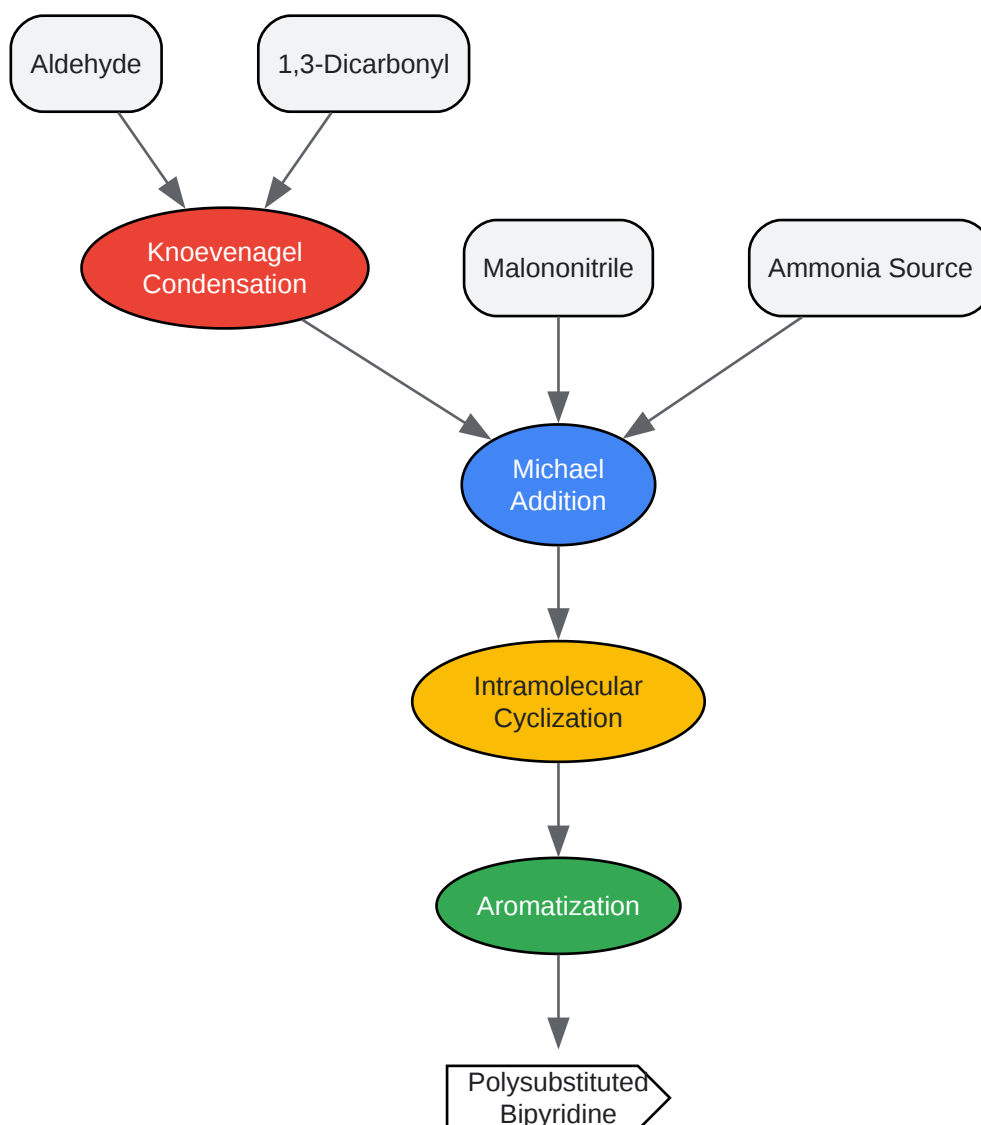 Aldehyde
1,3-Dicarbonyl
Knoevenagel
Condensation
Malononitrile
Ammonia Source
Michael
Addition
Intramolecular
Cyclization
Aromatization
Polysubstituted
Bipyridine